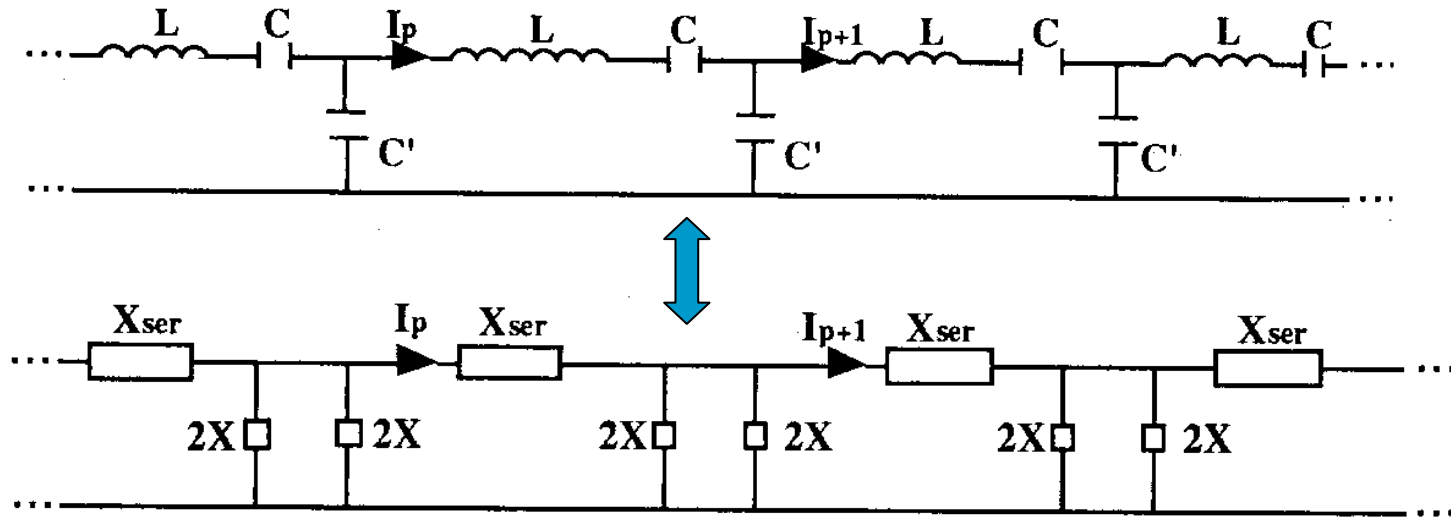 ... L C Ip L C Ip+1 L C L C ...
C' C' C'
... ...
Xser Ip Xser Ip+1 Xser Xser
... ...
2X 2X 2X 2X 2X 2X
... ...